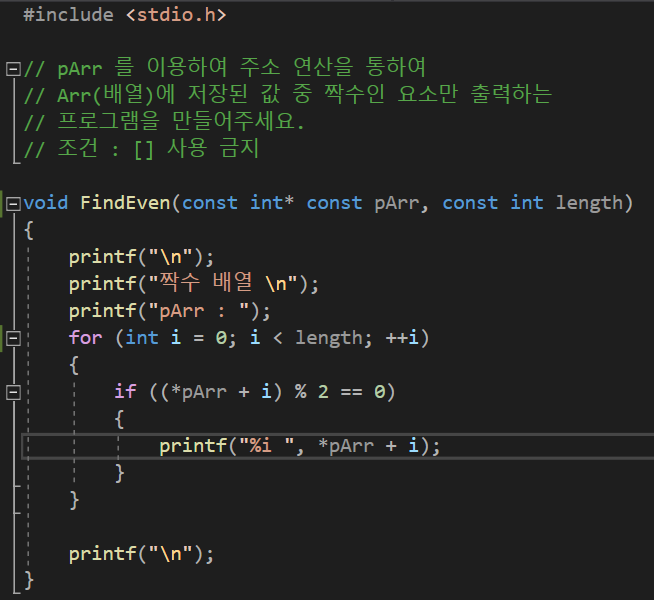 #include <stdio.h>
// pArr 를 이용하여 주소 연산을 통하여
// Arr(배열)에 저장된 값 중 짝수인 요소만 출력하는
// 프로그램을 만들어주세요.
// 조건 : [] 사용 금지
void FindEven(const int* const pArr, const int length)
{
printf("\n");
printf("짝수 배열 \n");
printf("pArr : ");
for (int i = 0; i < length; ++i)
{
if ((*pArr + i) % 2 == 0)
{
printf("%i ", *pArr + i);
}
}
printf("\n");
}